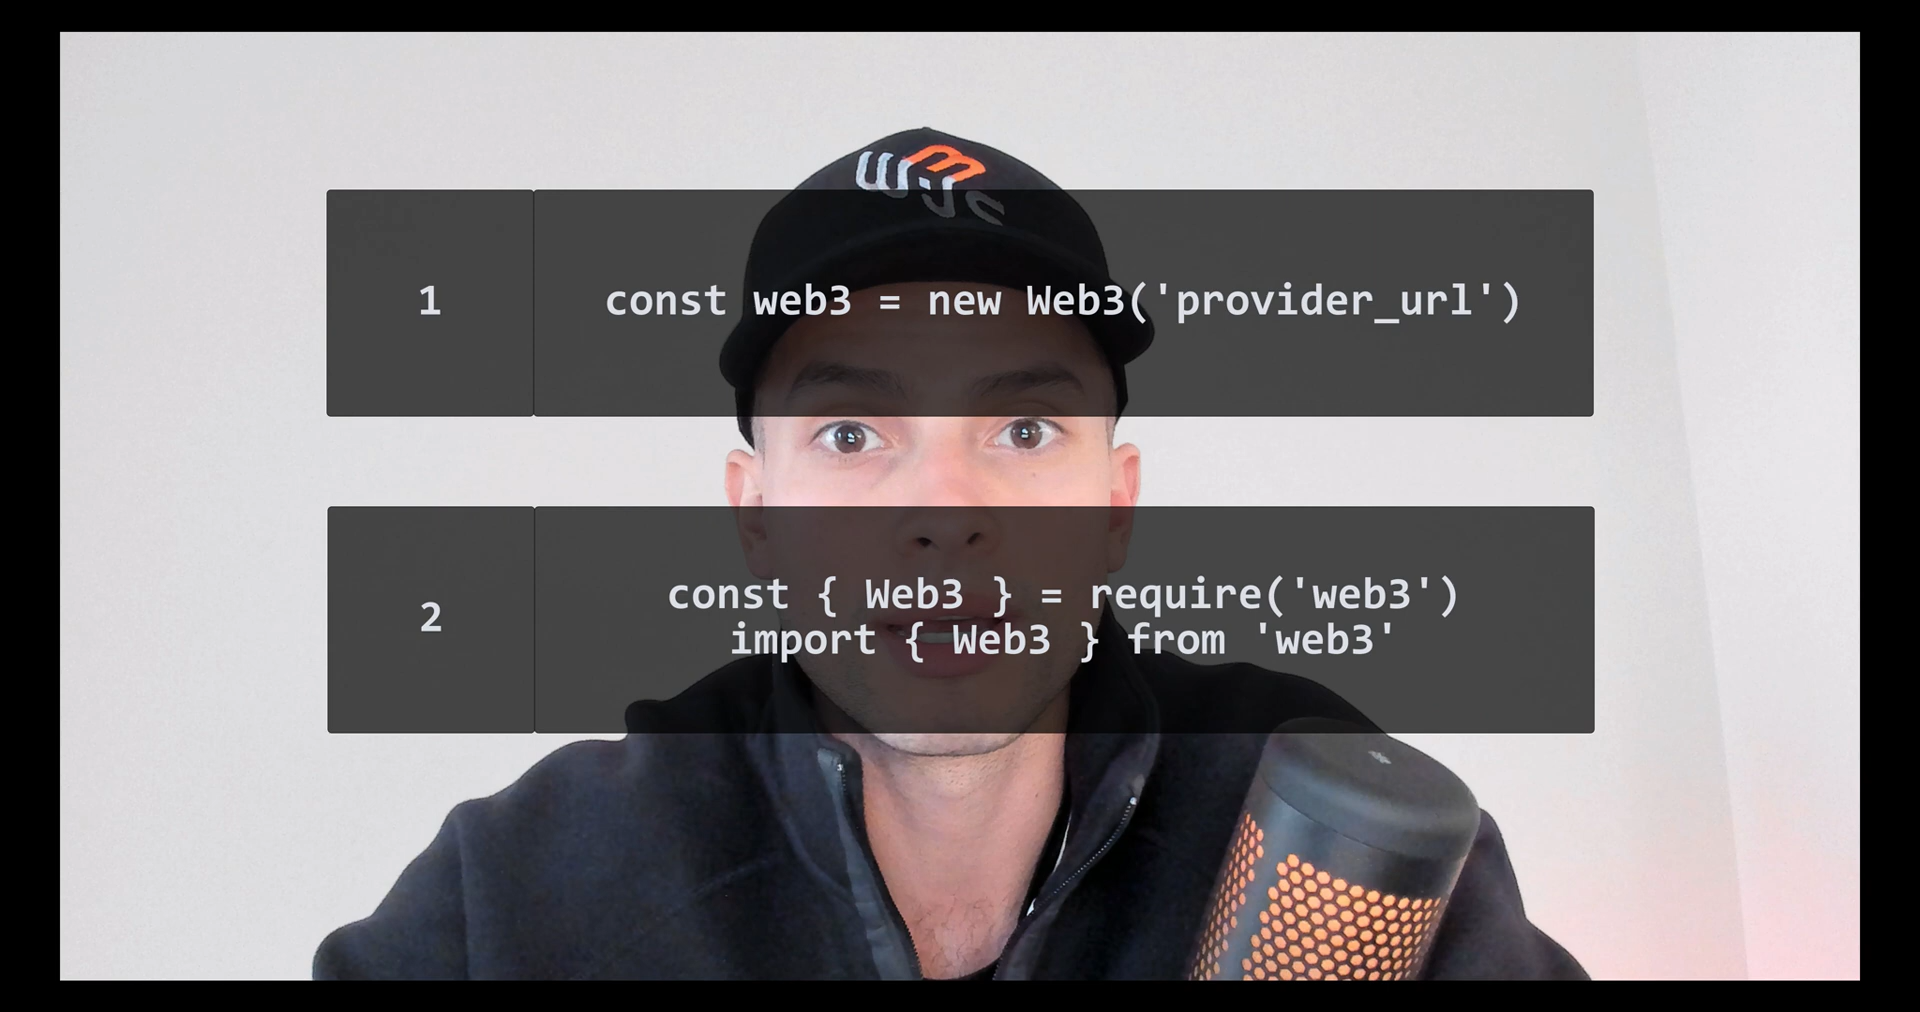 1
const web3 = new Web3('provider_url')
2
const { Web3 } = require('web3')
import { Web3 } from 'web3'